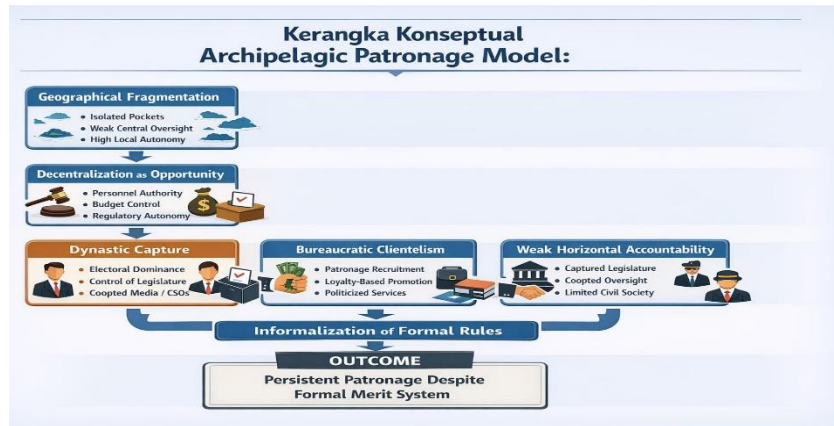 Kerangka Konseptual
Archipelagic Patronage Model:
Geographical Fragmentation
• Isolated Pockets
• Weak Central Oversight
• High Local Autonomy
Decentralization as Opportunity
• Personnel Authority
• Budget Control
• Regulatory Autonomy
$
Dynastic Capture
• Electoral Dominance
• Control of Legislature
• Coopted Media / CSOs
Bureaucratic Clientelism
• Patronage Recruitment
• Loyalty-Based Promotion
• Politicized Services
Weak Horizontal Accountability
• Captured Legislature
• Coopted Oversight
• Limited Civil Society
Informalization of Formal Rules
OUTCOME
Persistent Patronage Despite
Formal Merit System